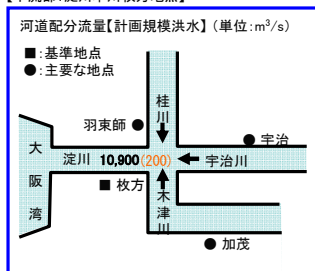 【下流部：淀川（枚方地点）】
河道配分流量【計画規模洪水】（単位：m³/s）
■：基準地点
●：主要な地点
羽束師 ●
桂川
● 宇治
大阪湾
淀川 10,900(200)
宇治川
■ 枚方
木津川
● 加茂